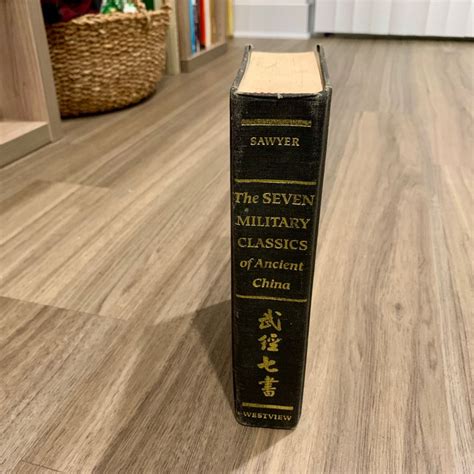 SAWYER
The SEVEN
MILITARY
CLASSICS
of Ancient
China
武經七書
WESTVIEW